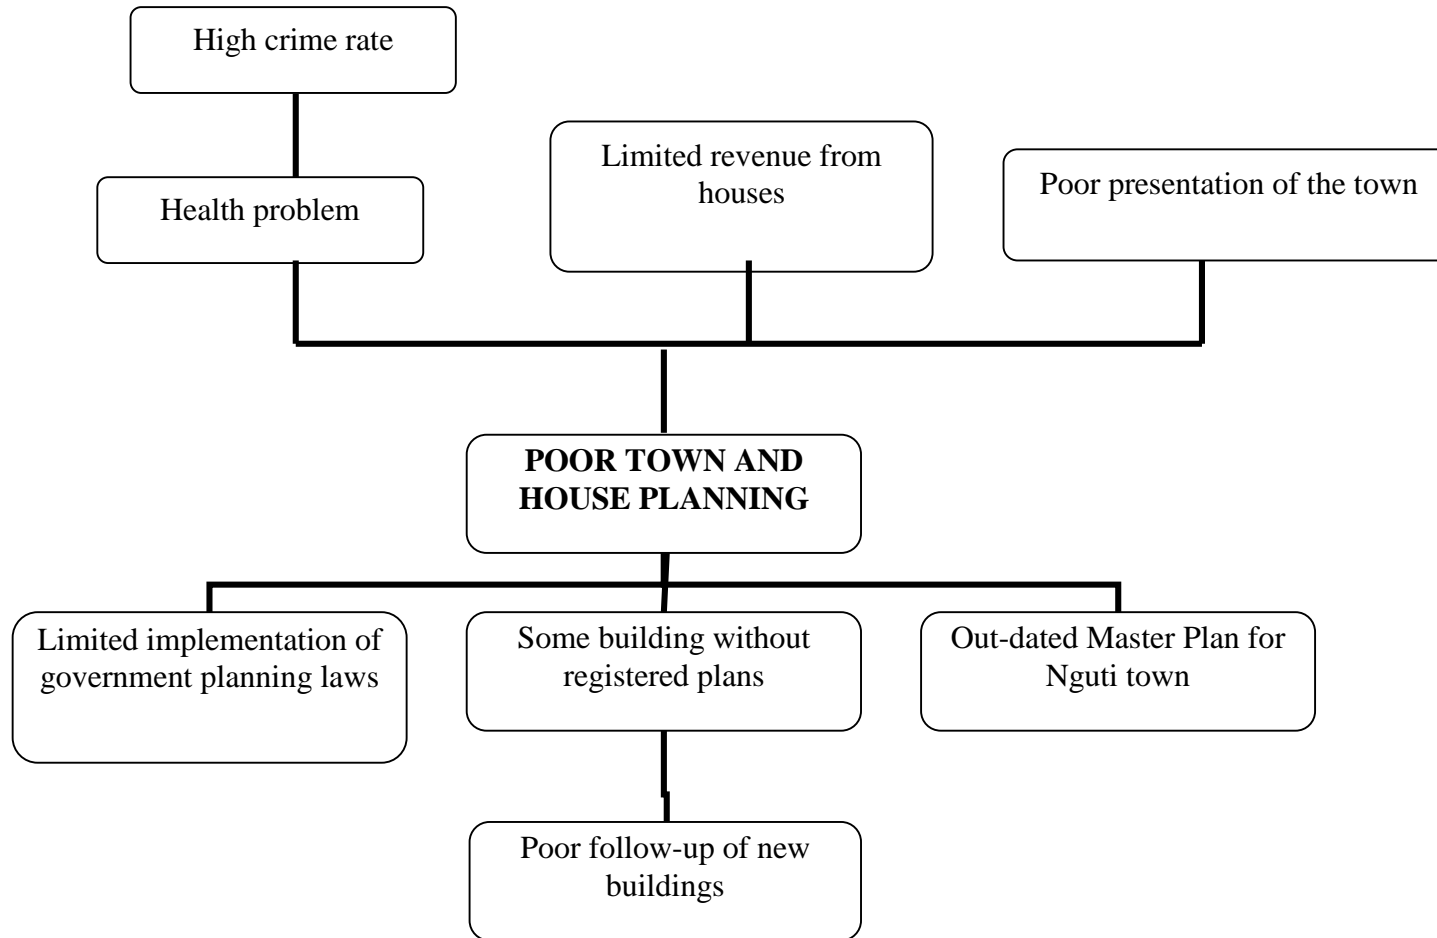 High crime rate
Limited revenue from
houses
Poor presentation of the town
Health problem
POOR TOWN AND
HOUSE PLANNING
Limited implementation of
government planning laws
Some building without
registered plans
Out-dated Master Plan for
Nguti town
Poor follow-up of new
buildings